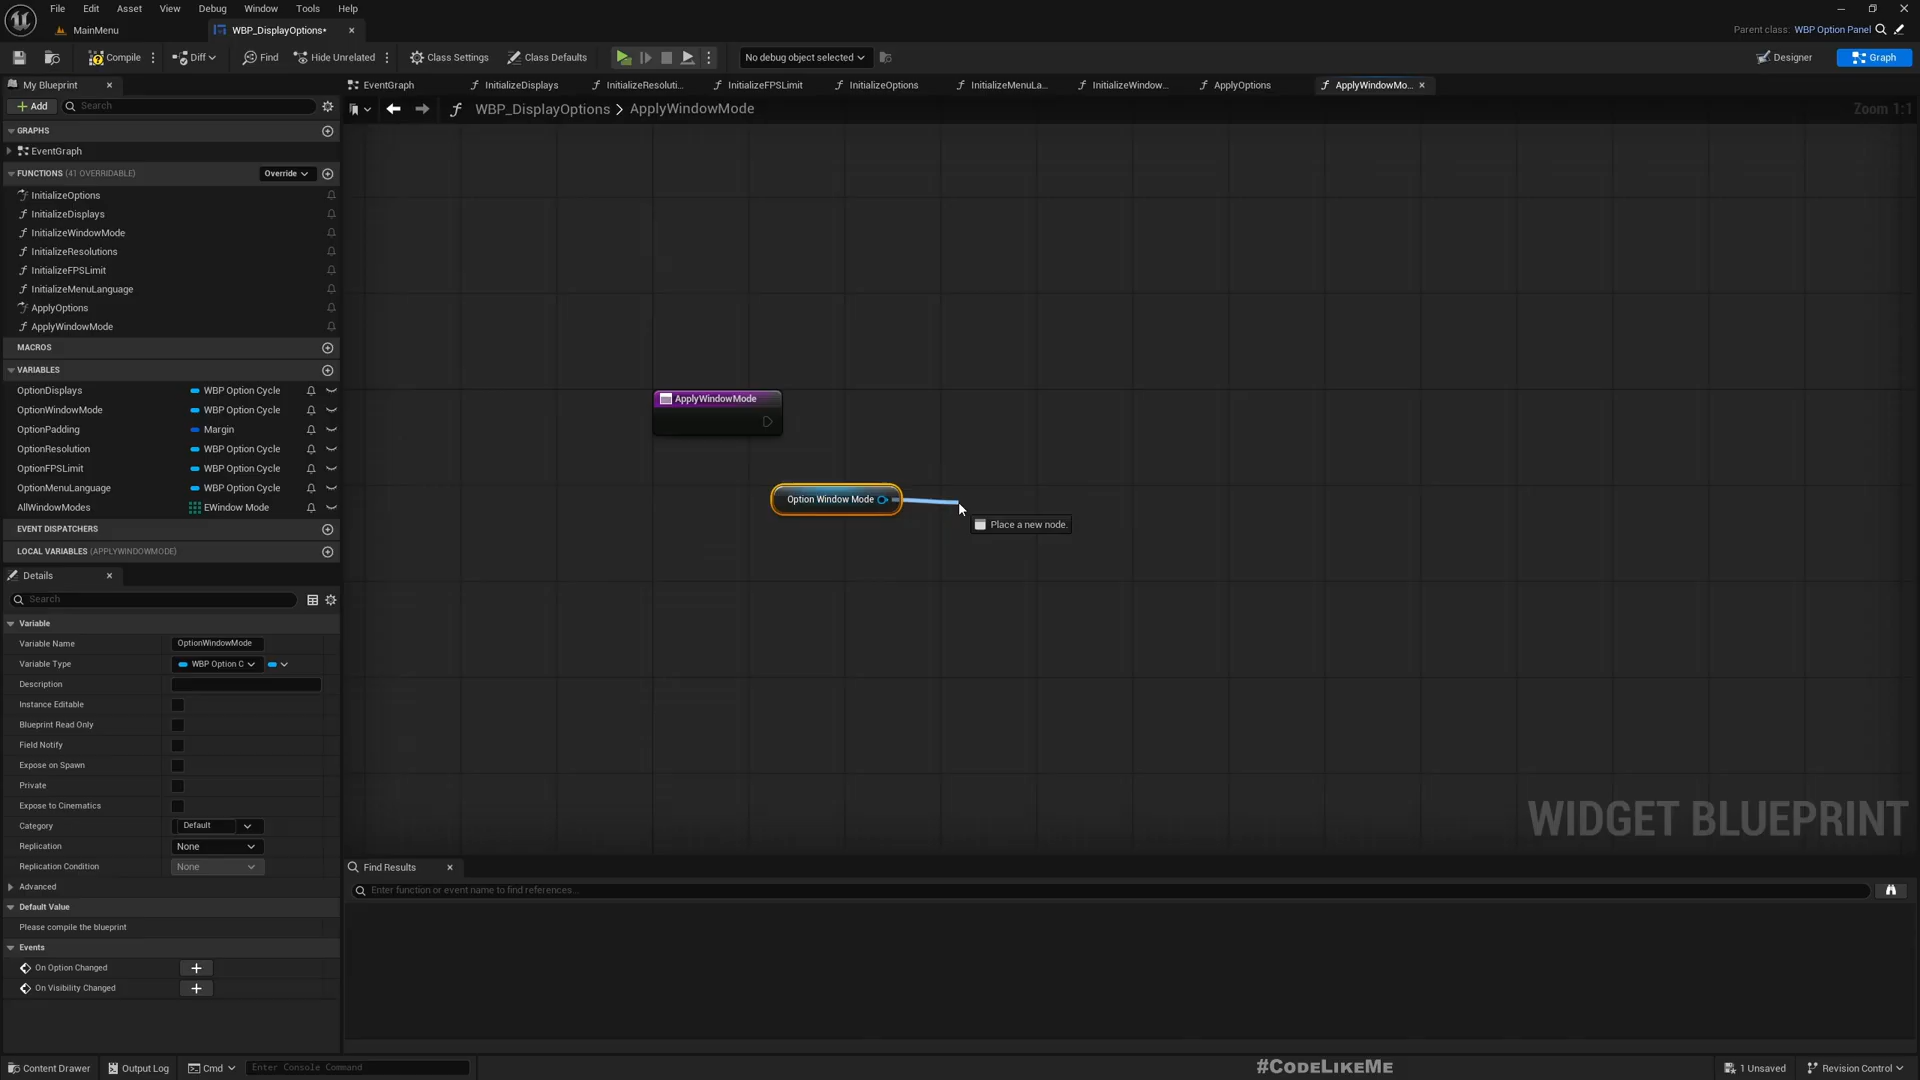 File Edit Asset View Debug Window Tools Help
MainMenu
WBP_DisplayOptions*
Parent class: WBP Option Panel
Compile
Diff
Find
Hide Unrelated
Class Settings
Class Defaults
No debug object selected
Designer
Graph
My Blueprint
EventGraph
InitializeDisplays
InitializeResoluti...
InitializeFPSLimit
InitializeOptions
InitializeMenuLa...
InitializeWindow...
ApplyOptions
ApplyWindowMo...
Add
Search
WBP_DisplayOptions > ApplyWindowMode
Zoom 1:1
GRAPHS
EventGraph
FUNCTIONS (41 OVERRIDABLE)
Override
InitializeOptions
InitializeDisplays
InitializeWindowMode
InitializeResolutions
InitializeFPSLimit
InitializeMenuLanguage
ApplyOptions
ApplyWindowMode
MACROS
VARIABLES
OptionDisplays WBP Option Cycle
OptionWindowMode WBP Option Cycle
OptionPadding Margin
OptionResolution WBP Option Cycle
OptionFPSLimit WBP Option Cycle
OptionMenuLanguage WBP Option Cycle
AllWindowModes EWindow Mode
EVENT DISPATCHERS
LOCAL VARIABLES (APPLYWINDOWMODE)
ApplyWindowMode
Option Window Mode
Place a new node.
Details
Search
Variable
Variable Name OptionWindowMode
Variable Type WBP Option C
Description
Instance Editable
Blueprint Read Only
Field Notify
Expose on Spawn
Private
Expose to Cinematics
Category Default
Replication None
Replication Condition None
Advanced
Default Value
Please compile the blueprint
Events
On Option Changed
On Visibility Changed
WIDGET BLUEPRINT
Find Results
Enter function or event name to find references...
Content Drawer
Output Log
Cmd
Enter Console Command
#CODELIKEME
1 Unsaved
Revision Control